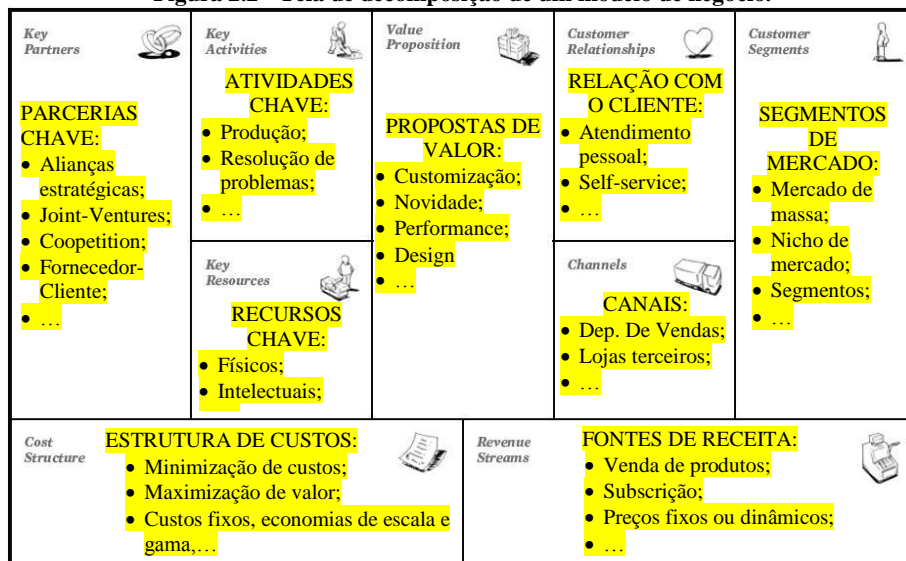 Figura 2.2 – Tela de decomposição de um modelo de negócio.
Key
Partners
PARCERIAS
CHAVE:
• Alianças
estratégicas;
• Joint-Ventures;
• Coopetition;
• Fornecedor-
Cliente;
• …
Key
Activities
ATIVIDADES
CHAVE:
• Produção;
• Resolução de
problemas;
• …
Key
Resources
RECURSOS
CHAVE:
• Físicos;
• Intelectuais;
Value
Proposition
PROPOSTAS DE
VALOR:
• Customização;
• Novidade;
• Performance;
• Design
• …
Customer
Relationships
RELAÇÃO COM
O CLIENTE:
• Atendimento
pessoal;
• Self-service;
• …
Channels
CANAIS:
• Dep. De Vendas;
• Lojas terceiros;
• …
Customer
Segments
SEGMENTOS
DE
MERCADO:
• Mercado de
massa;
• Nicho de
mercado;
• Segmentos;
• …
Cost
Structure
ESTRUTURA DE CUSTOS:
• Minimização de custos;
• Maximização de valor;
• Custos fixos, economias de escala e
gama,…
Revenue
Streams
FONTES DE RECEITA:
• Venda de produtos;
• Subscrição;
• Preços fixos ou dinâmicos;
• …